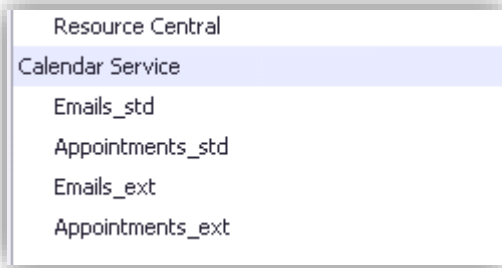 Resource Central
Calendar Service
Emails_std
Appointments_std
Emails_ext
Appointments_ext